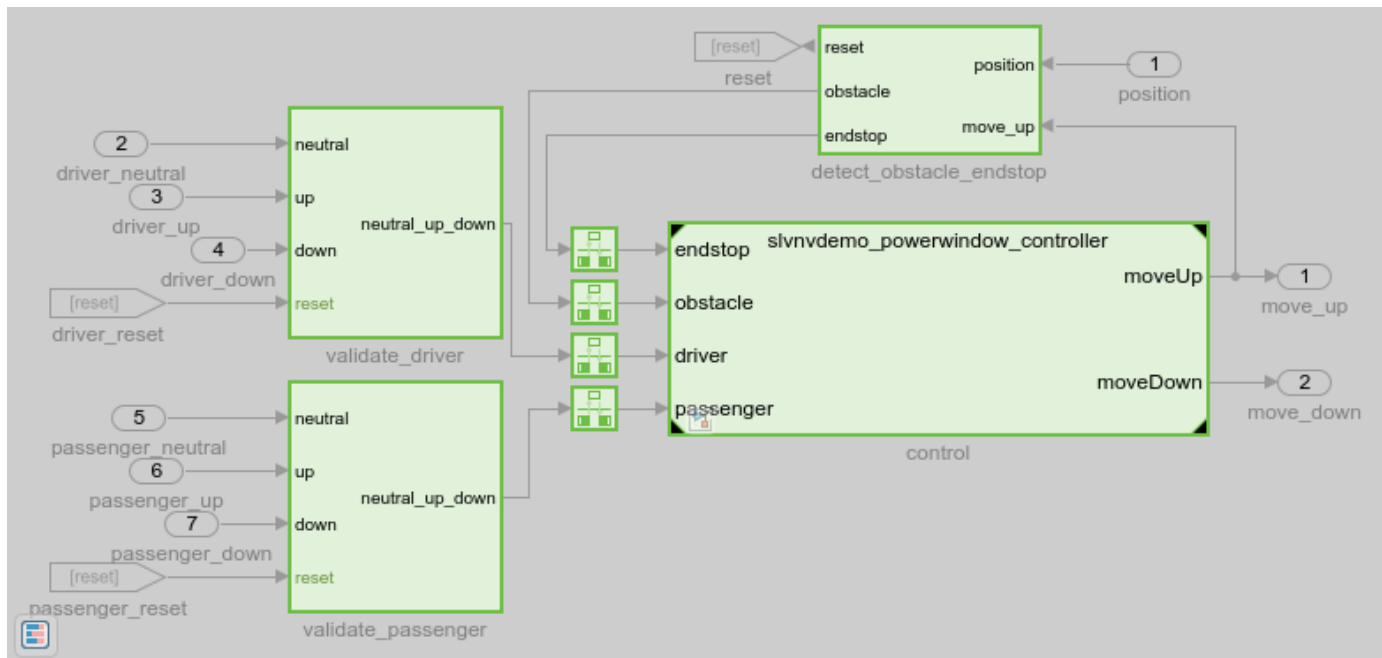 [reset]
reset
reset
obstacle
endstop
position
move_up
1
position
detect_obstacle_endstop
2
driver_neutral
3
driver_up
4
driver_down
[reset]
driver_reset
neutral
up
down
reset
neutral_up_down
validate_driver
endstop
obstacle
driver
passenger
slvnvdemo_powerwindow_controller
moveUp
moveDown
control
1
move_up
2
move_down
5
passenger_neutral
6
passenger_up
7
passenger_down
[reset]
passenger_reset
neutral
up
down
reset
neutral_up_down
validate_passenger